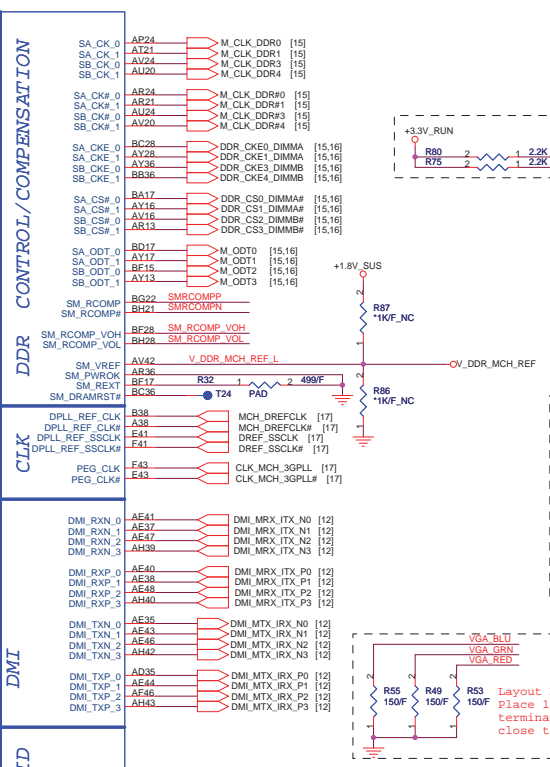 DDR CONTROL/COMPENSATION
SA_CK_0 AP24 M_CLK_DDR0 [15]
SA_CK_1 AT21 M_CLK_DDR1 [15]
SB_CK_0 AV24 M_CLK_DDR3 [15]
SB_CK_1 AU20 M_CLK_DDR4 [15]
SA_CK#_0 AR24 M_CLK_DDR#0 [15]
SA_CK#_1 AR21 M_CLK_DDR#1 [15]
SB_CK#_0 AU24 M_CLK_DDR#3 [15]
SB_CK#_1 AV20 M_CLK_DDR#4 [15]
SA_CKE_0 BC28 DDR_CKE0_DIMMA [15,16]
SA_CKE_1 AY28 DDR_CKE1_DIMMA [15,16]
SB_CKE_0 AY36 DDR_CKE3_DIMMB [15,16]
SB_CKE_1 BB36 DDR_CKE4_DIMMB [15,16]
SA_CS#_0 BA17 DDR_CS0_DIMMA# [15,16]
SA_CS#_1 AY16 DDR_CS1_DIMMA# [15,16]
SB_CS#_0 AV16 DDR_CS2_DIMMB# [15,16]
SB_CS#_1 AR13 DDR_CS3_DIMMB# [15,16]
SA_ODT_0 BD17 M_ODT0 [15,16]
SA_ODT_1 AY17 M_ODT1 [15,16]
SB_ODT_0 BF15 M_ODT2 [15,16]
SB_ODT_1 AY13 M_ODT3 [15,16]
SM_RCOMP BG22 SMRCOMPP
SM_RCOMP# BH21 SMRCOMPN
SM_RCOMP_VOH BF28 SM_RCOMP_VOH
SM_RCOMP_VOL BH28 SM_RCOMP_VOL
SM_VREF AV42 V_DDR_MCH_REF_L
SM_PWROK AR36
SM_REXT BF17 R32 1 2 499/F
PAD
SM_DRAMRST# BC36 T24
+3.3V_RUN
R80 2 1 2.2K
R75 2 1 2.2K
+1.8V_SUS
2
R87
*1K/F_NC
1
V_DDR_MCH_REF
2
R86
*1K/F_NC
1
CLK
DPLL_REF_CLK B38 MCH_DREFCLK [17]
DPLL_REF_CLK# A38 MCH_DREFCLK# [17]
DPLL_REF_SSCLK E41 DREF_SSCLK [17]
DPLL_REF_SSCLK# F41 DREF_SSCLK# [17]
PEG_CLK F43 CLK_MCH_3GPLL [17]
PEG_CLK# E43 CLK_MCH_3GPLL# [17]
DMI
DMI_RXN_0 AE41 DMI_MRX_ITX_N0 [12]
DMI_RXN_1 AE37 DMI_MRX_ITX_N1 [12]
DMI_RXN_2 AE47 DMI_MRX_ITX_N2 [12]
DMI_RXN_3 AH39 DMI_MRX_ITX_N3 [12]
DMI_RXP_0 AE40 DMI_MRX_ITX_P0 [12]
DMI_RXP_1 AE38 DMI_MRX_ITX_P1 [12]
DMI_RXP_2 AE48 DMI_MRX_ITX_P2 [12]
DMI_RXP_3 AH40 DMI_MRX_ITX_P3 [12]
DMI_TXN_0 AE35 DMI_MTX_IRX_N0 [12]
DMI_TXN_1 AE43 DMI_MTX_IRX_N1 [12]
DMI_TXN_2 AE46 DMI_MTX_IRX_N2 [12]
DMI_TXN_3 AH42 DMI_MTX_IRX_N3 [12]
DMI_TXP_0 AD35 DMI_MTX_IRX_P0 [12]
DMI_TXP_1 AE44 DMI_MTX_IRX_P1 [12]
DMI_TXP_2 AF46 DMI_MTX_IRX_P2 [12]
DMI_TXP_3 AH43 DMI_MTX_IRX_P3 [12]
VGA_BLU
VGA_GRN
VGA_RED
2 2 2
R55 R49 R53
150/F 150/F 150/F
1 1 1
Layout
Place 1
termina
close t